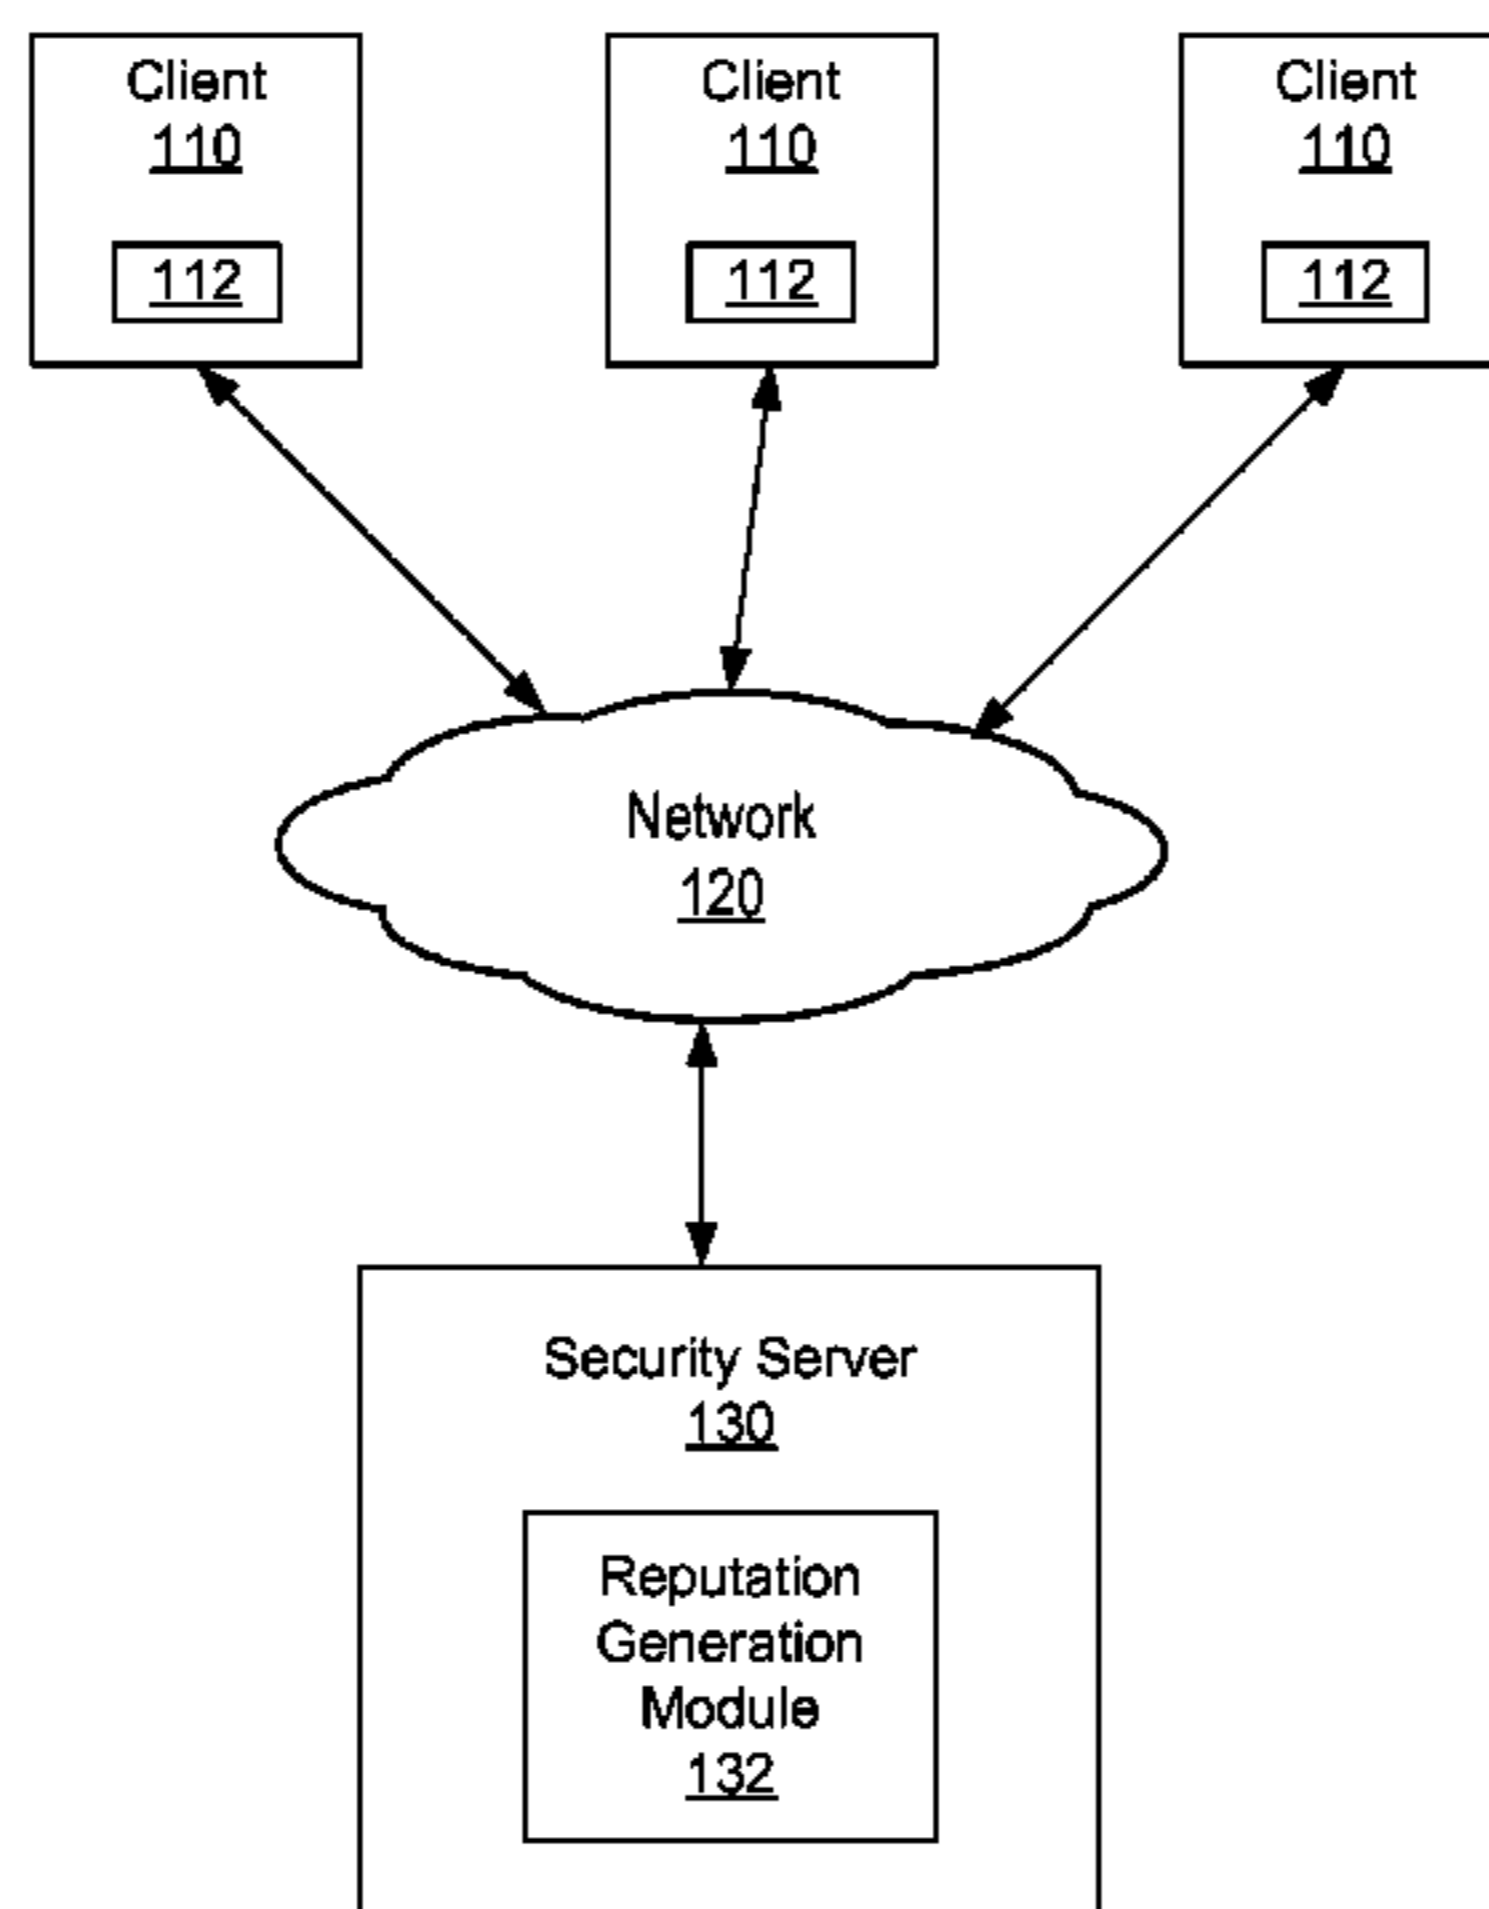 Client
110
112
Client
110
112
Client
110
112
Network
120
Security Server
130
Reputation
Generation
Module
132